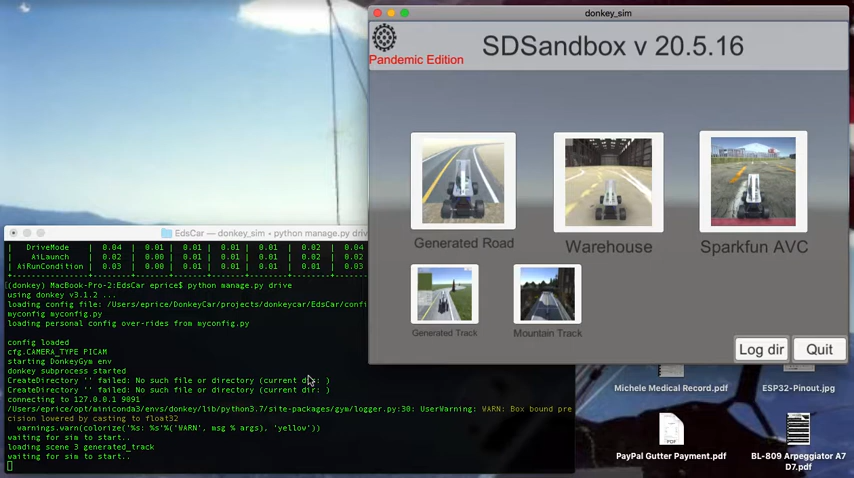 donkey_sim
Pandemic Edition
SDSandbox v 20.5.16
Generated Road
Warehouse
Sparkfun AVC
Generated Track
Mountain Track
Log dir
Quit
EdsCar — donkey_sim • python manage.py driv
| DriveMode | 0.04 | 0.01 | 0.01 | 0.01 | 0.01 | 0.02 | 0.04
| AiLaunch | 0.02 | 0.00 | 0.01 | 0.01 | 0.01 | 0.02 | 0.02
| AiRunCondition | 0.03 | 0.00 | 0.01 | 0.01 | 0.01 | 0.01 | 0.03
(donkey) MacBook-Pro-2:EdsCar eprice$ python manage.py drive
using donkey v3.1.2 ...
loading config file: /Users/eprice/DonkeyCar/projects/donkeycar/EdsCar/confi
myconfig myconfig.py
loading personal config over-rides from myconfig.py
config loaded
cfg.CAMERA_TYPE PICAM
starting DonkeyGym env
donkey subprocess started
CreateDirectory '' failed: No such file or directory (current dir: )
CreateDirectory '' failed: No such file or directory (current dir: )
connecting to 127.0.0.1 9091
/Users/eprice/opt/miniconda3/envs/donkey/lib/python3.7/site-packages/gym/logger.py:30: UserWarning: WARN: Box bound pre
cision lowered by casting to float32
warnings.warn(colorize('%s: %s'%('WARN', msg % args), 'yellow'))
waiting for sim to start..
loading scene 3 generated_track
waiting for sim to start..
Michele Medical Record.pdf
ESP32-Pinout.jpg
PDF
PayPal Gutter Payment.pdf
BL-809 Arpeggiator A7
D7.pdf